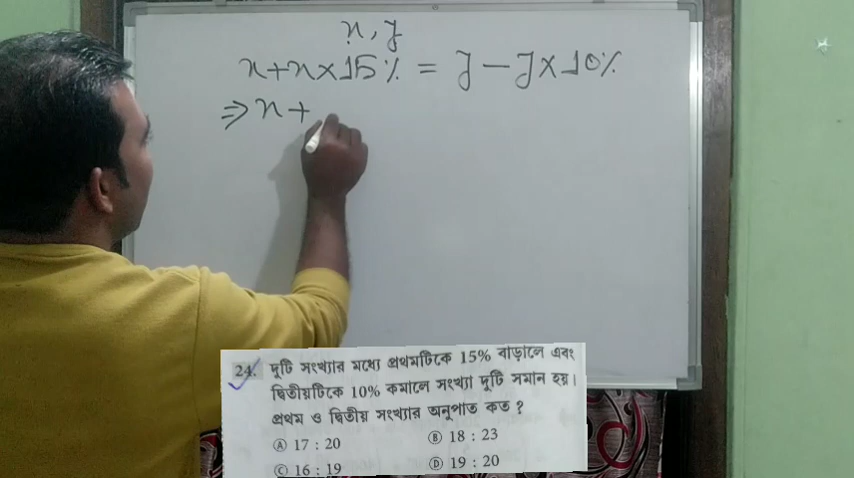 x, y
x + x × 15% = y – y × 10%
⇒ x +
24. দুটি সংখ্যার মধ্যে প্রথমটিকে 15% বাড়ালে এবং
দ্বিতীয়টিকে 10% কমালে সংখ্যা দুটি সমান হয়।
প্রথম ও দ্বিতীয় সংখ্যার অনুপাত কত ?
Ⓐ 17 : 20 Ⓑ 18 : 23
Ⓒ 16 : 19 Ⓓ 19 : 20